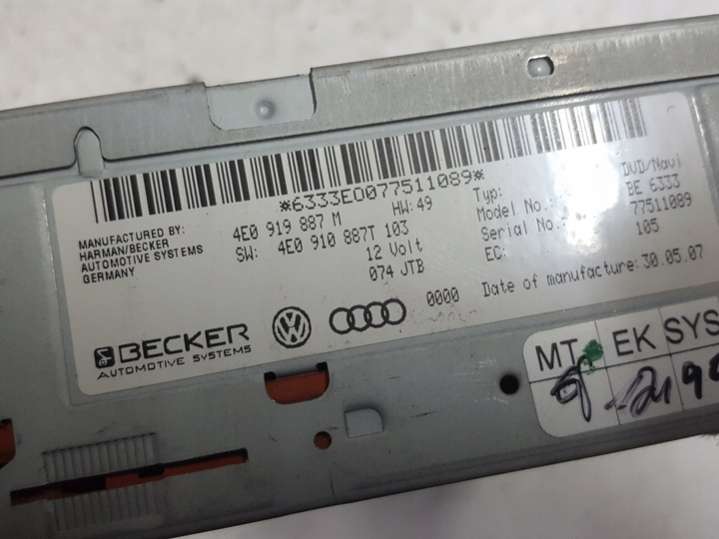 *6333E0077511089*
MANUFACTURED BY:
HARMAN/BECKER
AUTOMOTIVE SYSTEMS
GERMANY
4E0 919 887 M HW: 49
SW: 4E0 910 887T 103
12 Volt
074 JTB
Typ: DVD/Navi
Model No.: BE 6333
Serial No.: 77511089
EC: 105
0000 Date of manufacture: 30.05.07
BECKER
AUTOMOTIVE SYSTEMS
MT EK SYS